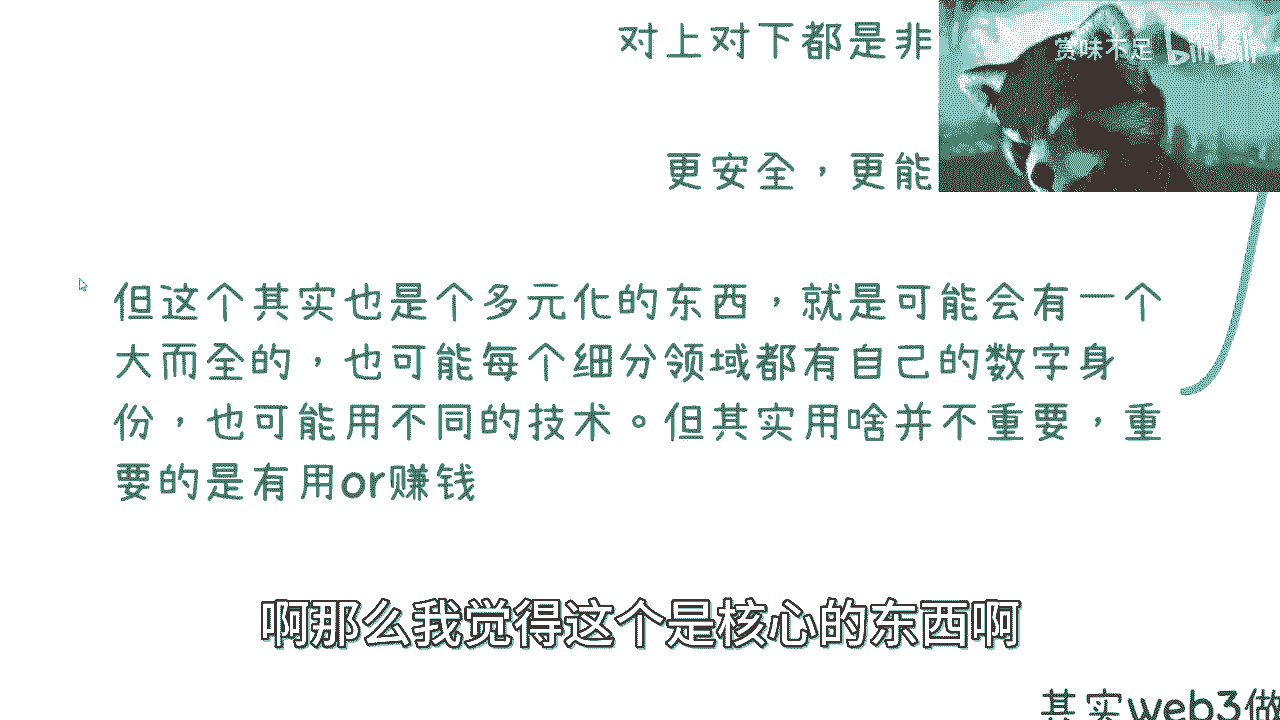 对上对下都是非
赏味不足 bilibili
更安全，更能
但这个其实也是个多元化的东西，就是可能会有一个
大而全的，也可能每个细分领域都有自己的数字身
份，也可能用不同的技术。但其实用啥并不重要，重
要的是有用or赚钱
啊那么我觉得这个是核心的东西啊
其实web3做